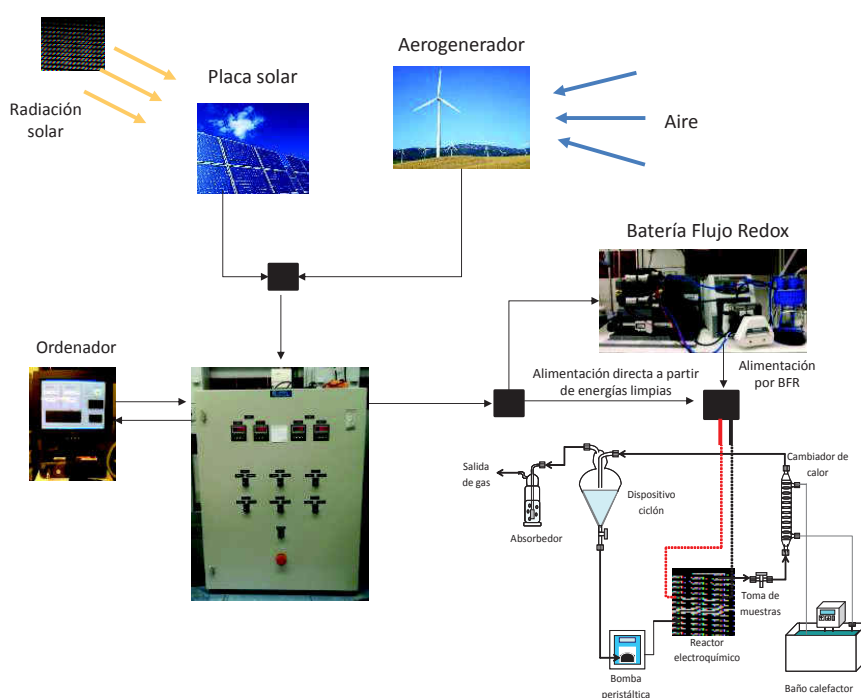 Aerogenerador
Placa solar
Radiación
solar
Aire
Batería Flujo Redox
Ordenador
Alimentación directa a partir
de energías limpias
Alimentación
por BFR
Salida
de gas
Absorbedor
Dispositivo
ciclón
Cambiador de
calor
Toma de
muestras
Reactor
electroquímico
Bomba
peristáltica
Baño calefactor